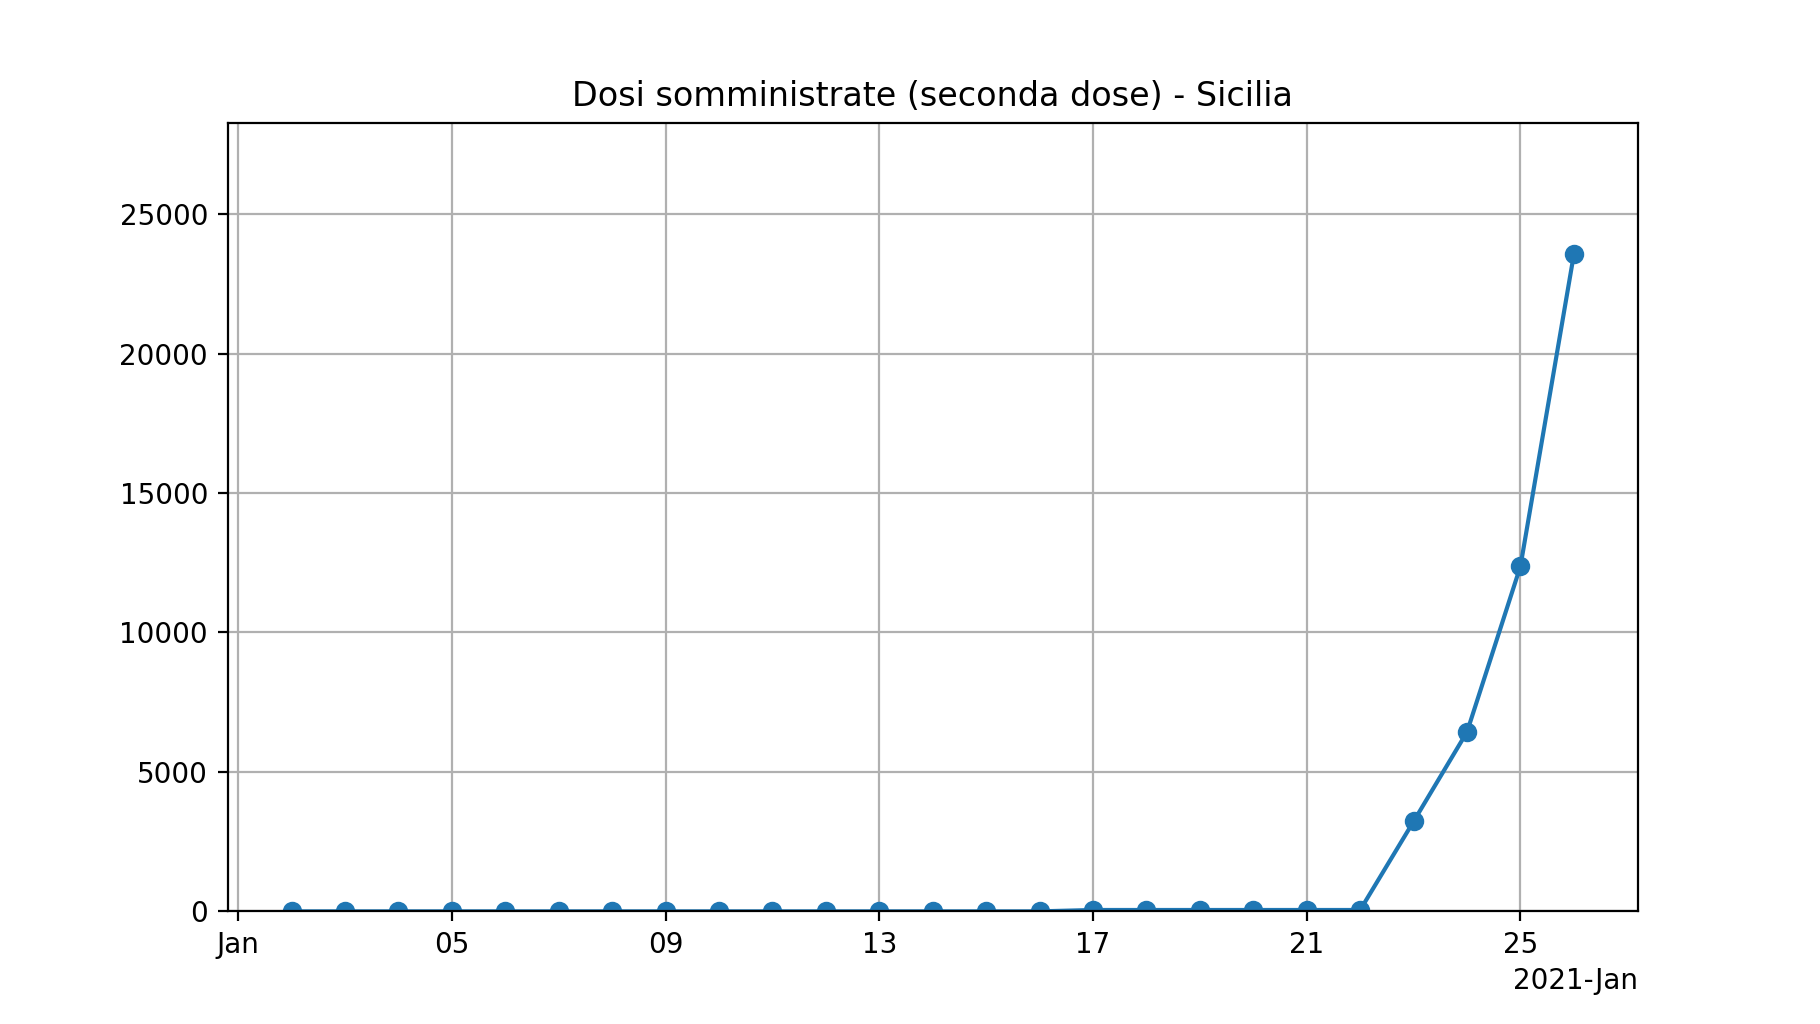 Dosi somministrate (seconda dose) - Sicilia
25000
20000
15000
10000
5000
0
Jan 05 09 13 17 21 25
2021-Jan